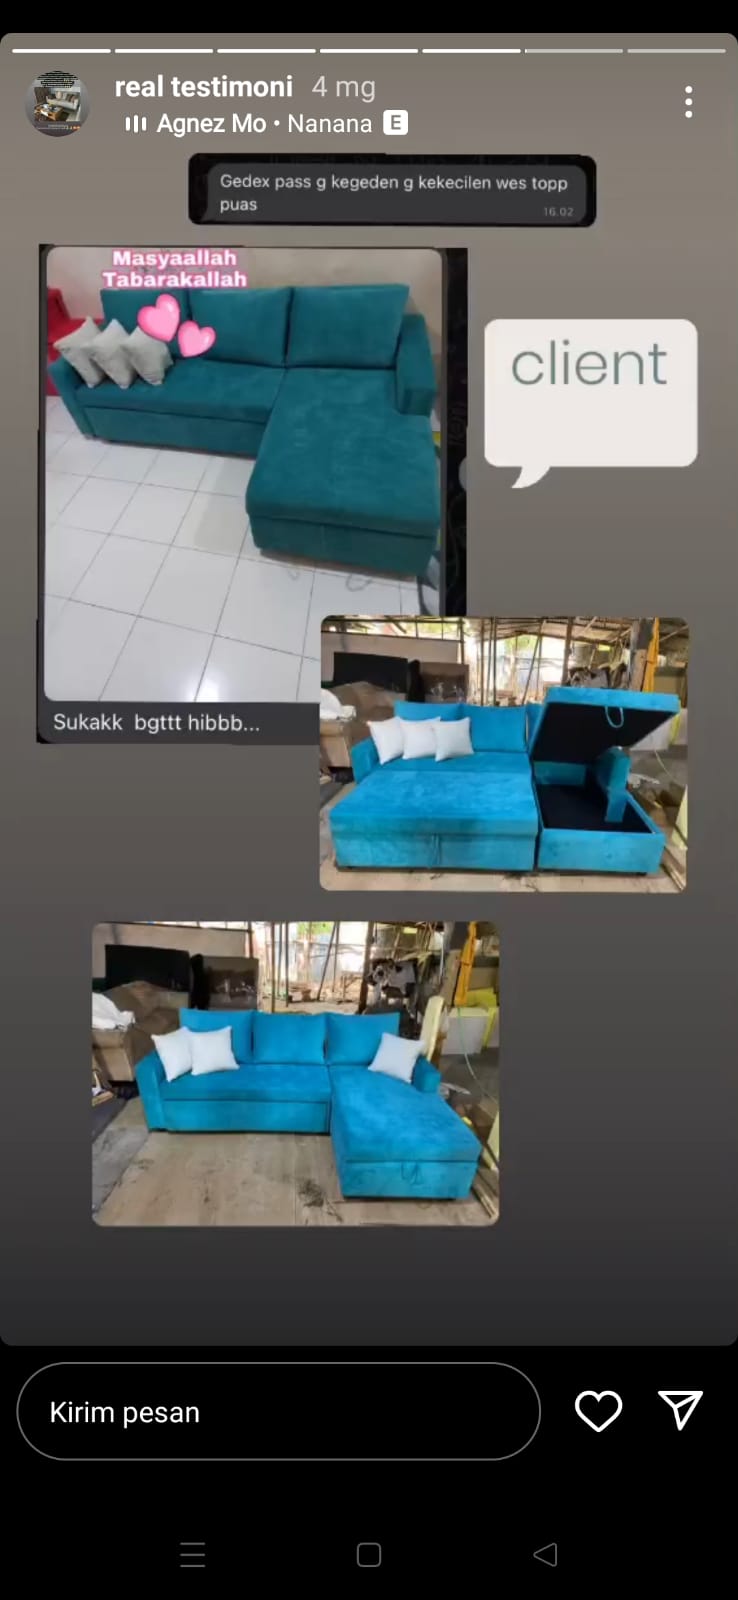 real testimoni 4 mg
Agnez Mo • Nanana E
Gedex pass g kegeden g kekecilen wes topp
puas
16.02
Masyaallah
Tabarakallah
client
Sukakk bgttt hibbb...
Kirim pesan